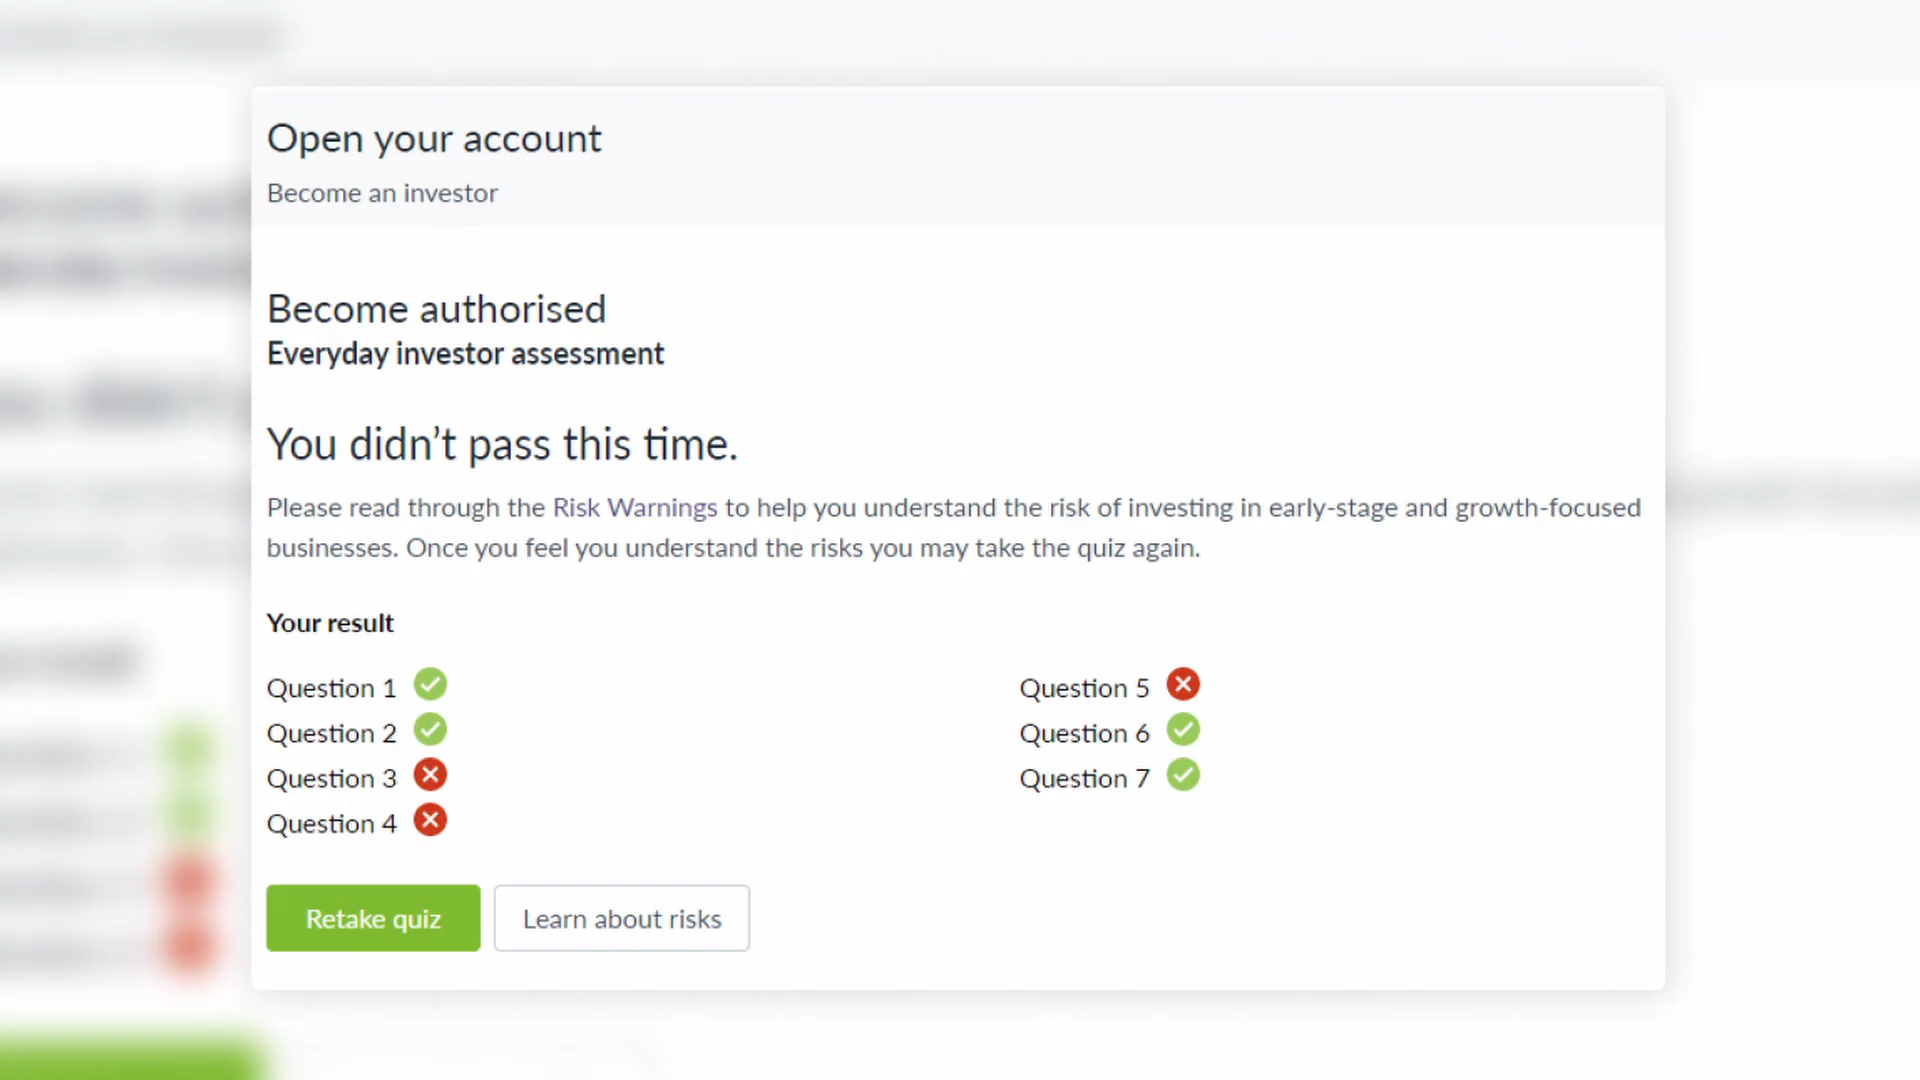 Open your account
Become an investor
Become authorised
Everyday investor assessment
You didn't pass this time.
Please read through the Risk Warnings to help you understand the risk of investing in early-stage and growth-focused
businesses. Once you feel you understand the risks you may take the quiz again.
Your result
Question 1
Question 2
Question 3
Question 4
Question 5
Question 6
Question 7
Retake quiz
Learn about risks